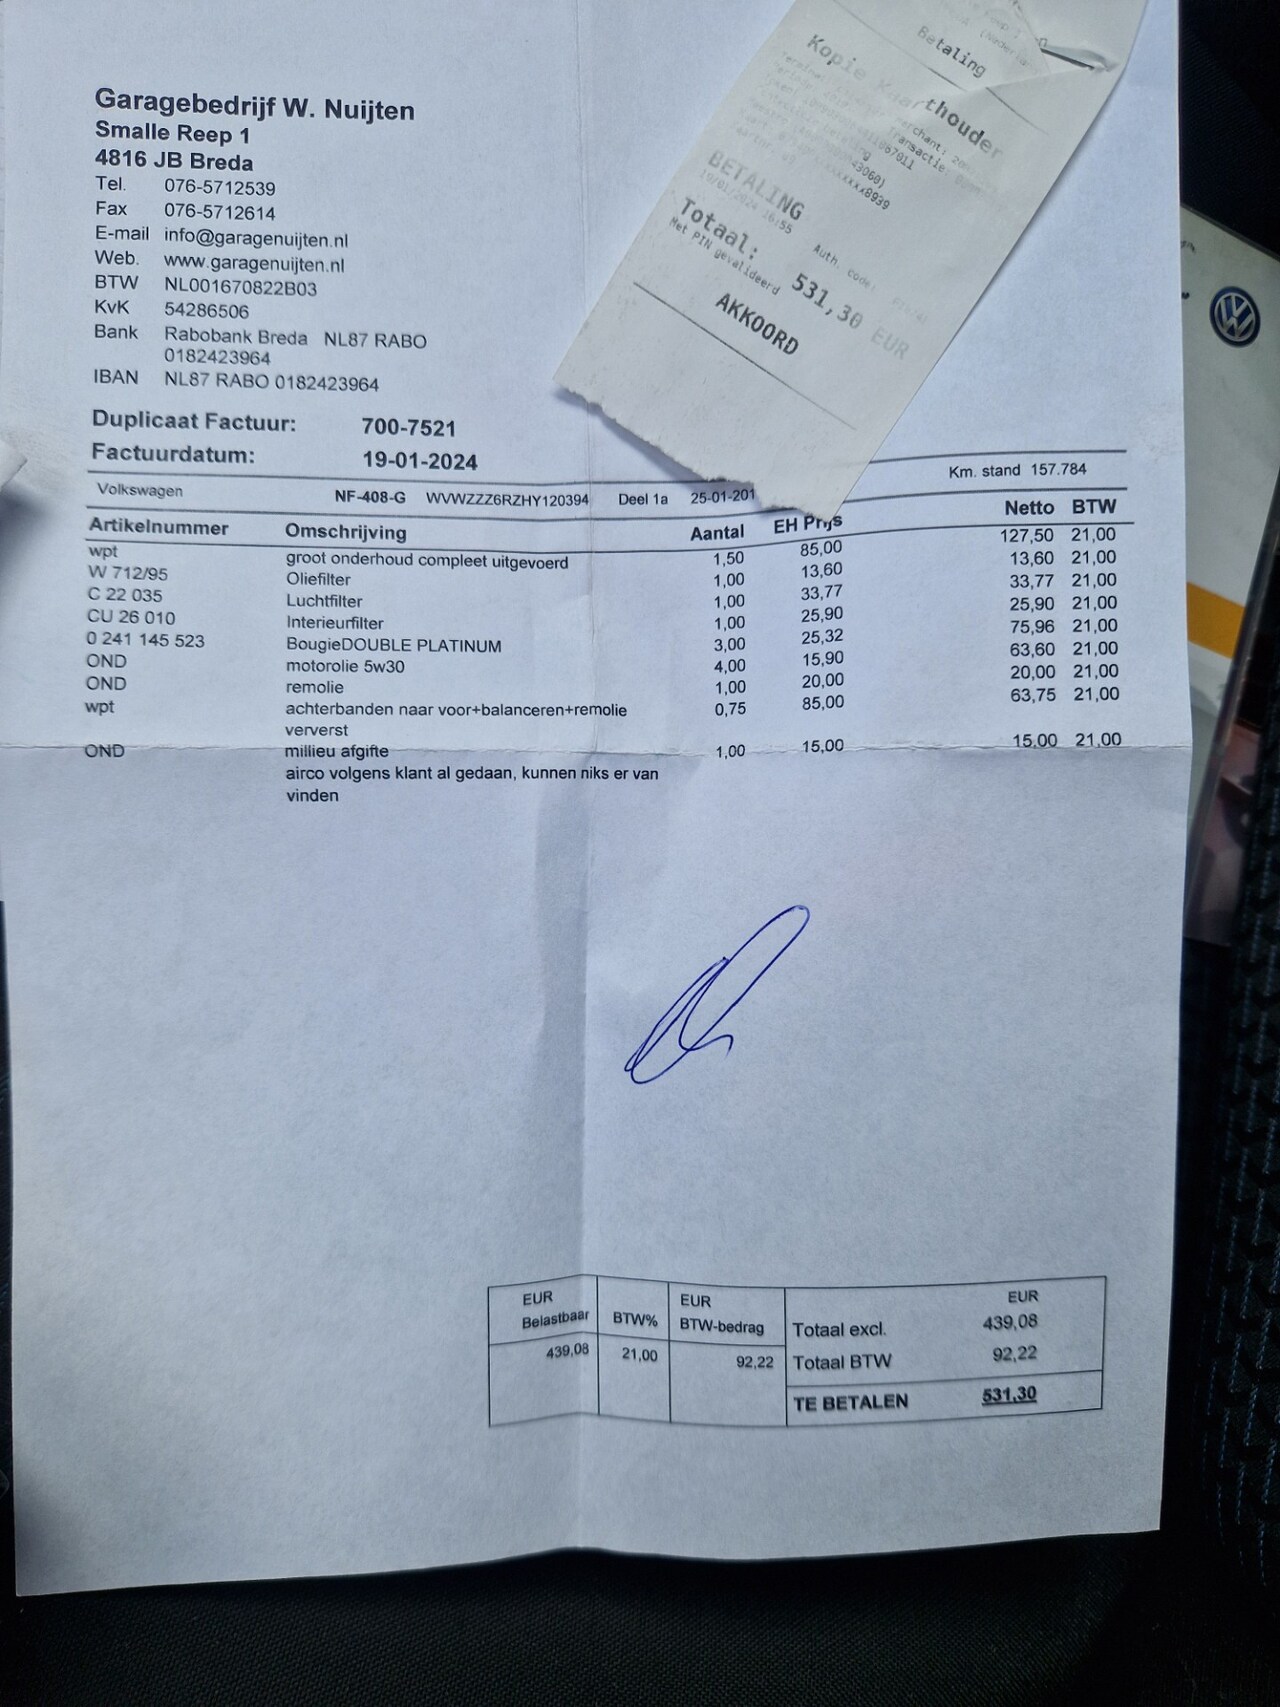 Garagebedrijf W. Nuijten
Smalle Reep 1
4816 JB Breda
Tel. 076-5712539
Fax 076-5712614
E-mail info@garagenuijten.nl
Web. www.garagenuijten.nl
BTW NL001670822B03
KvK 54286506
Bank Rabobank Breda NL87 RABO
0182423964
IBAN NL87 RABO 0182423964
Betaling
Kopie Kaarthouder
BETALING
19/01/2024 16:55 Auth. code:
Totaal: 531,30 EUR
Met PIN gevalideerd
AKKOORD
Duplicaat Factuur: 700-7521
Factuurdatum: 19-01-2024
Km. stand 157.784
Volkswagen NF-408-G WVWZZZ6RZHY120394 Deel 1a 25-01-201
Artikelnummer Omschrijving Aantal EH Prijs Netto BTW
wpt groot onderhoud compleet uitgevoerd 1,50 85,00 127,50 21,00
W 712/95 Oliefilter 1,00 13,60 13,60 21,00
C 22 035 Luchtfilter 1,00 33,77 33,77 21,00
CU 26 010 Interieurfilter 1,00 25,90 25,90 21,00
0 241 145 523 BougieDOUBLE PLATINUM 3,00 25,32 75,96 21,00
OND motorolie 5w30 4,00 15,90 63,60 21,00
OND remolie 1,00 20,00 20,00 21,00
wpt achterbanden naar voor+balanceren+remolie 0,75 85,00 63,75 21,00
ververst
OND millieu afgifte 1,00 15,00 15,00 21,00
airco volgens klant al gedaan, kunnen niks er van
vinden
EUR Belastbaar BTW% EUR BTW-bedrag EUR
439,08 21,00 92,22
Totaal excl. 439,08
Totaal BTW 92,22
TE BETALEN 531,30